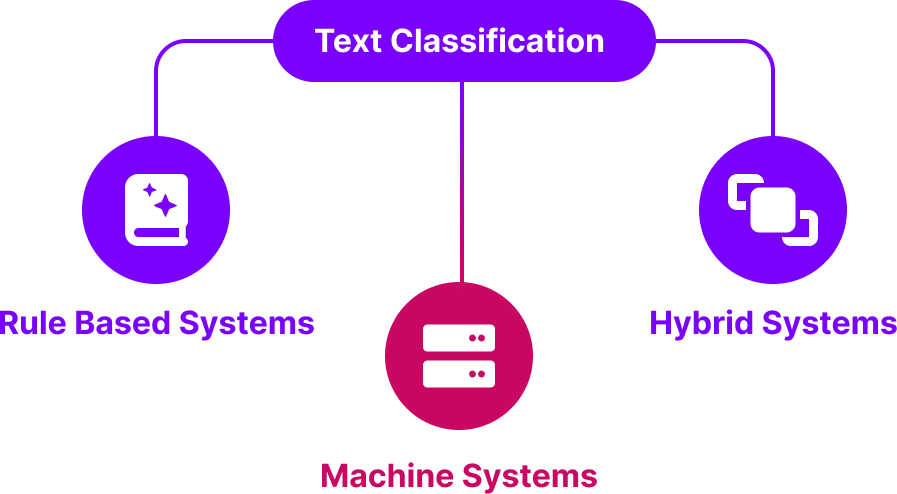 Text Classification
Rule Based Systems
Hybrid Systems
Machine Systems